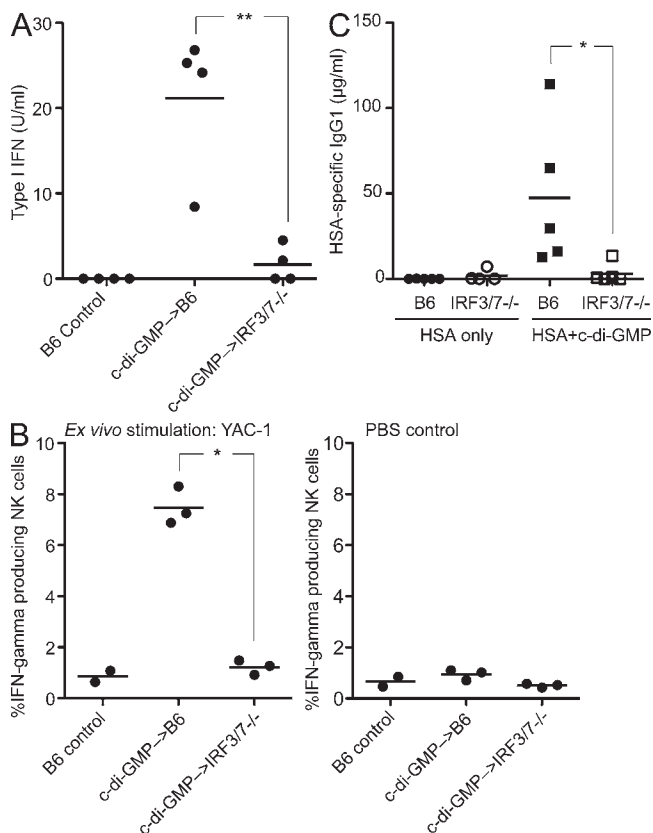 A
Type I IFN (U/ml)
30
20
10
0
**
B6 Control
c-di-GMP–>B6
c-di-GMP–>IRF3/7-/-
C
HSA-specific IgG1 (µg/ml)
150
100
50
0
*
B6 IRF3/7-/- B6 IRF3/7-/-
HSA only HSA+c-di-GMP
B
Ex vivo stimulation: YAC-1
%IFN-gamma producing NK cells
10
8
6
4
2
0
*
B6 control
c-di-GMP–>B6
c-di-GMP–>IRF3/7-/-
PBS control
%IFN-gamma producing NK cells
10
8
6
4
2
0
B6 control
c-di-GMP–>B6
c-di-GMP–>IRF3/7-/-